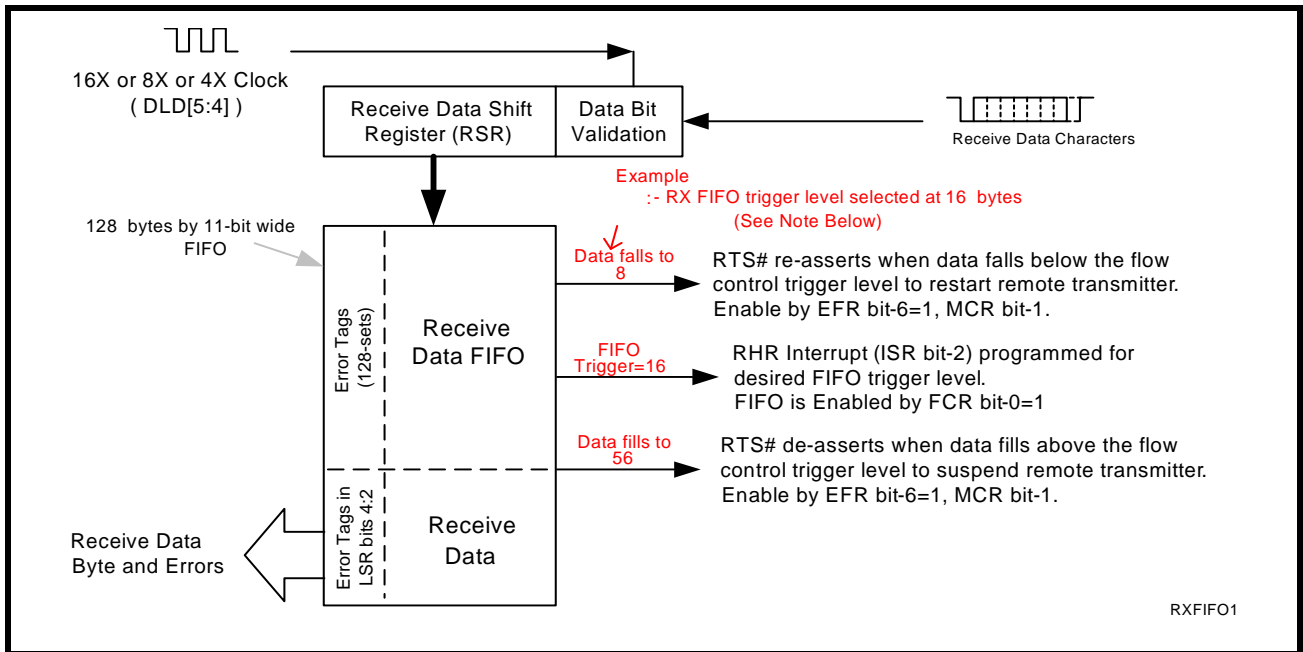 16X or 8X or 4X Clock
( DLD[5:4] )
Receive Data Shift
Register (RSR)
Data Bit
Validation
Receive Data Characters
Example
:- RX FIFO trigger level selected at 16 bytes
(See Note Below)
128 bytes by 11-bit wide
FIFO
Data falls to
8
RTS# re-asserts when data falls below the flow
control trigger level to restart remote transmitter.
Enable by EFR bit-6=1, MCR bit-1.
Error Tags
(128-sets)
Receive
Data FIFO
FIFO
Trigger=16
RHR Interrupt (ISR bit-2) programmed for
desired FIFO trigger level.
FIFO is Enabled by FCR bit-0=1
Data fills to
56
RTS# de-asserts when data fills above the flow
control trigger level to suspend remote transmitter.
Enable by EFR bit-6=1, MCR bit-1.
Error Tags in
LSR bits 4:2
Receive
Data
Receive Data
Byte and Errors
RXFIFO1